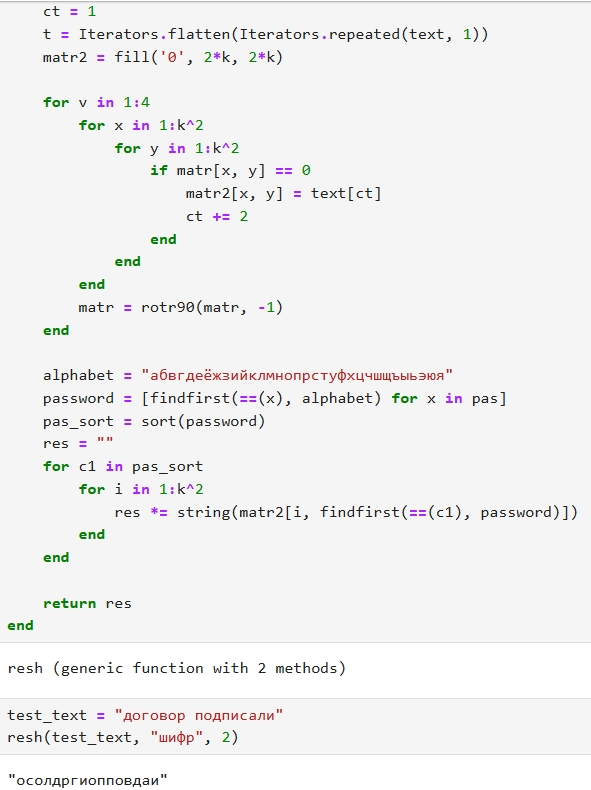 ct = 1
    t = Iterators.flatten(Iterators.repeated(text, 1))
    matr2 = fill('0', 2*k, 2*k)

    for v in 1:4
        for x in 1:k^2
            for y in 1:k^2
                if matr[x, y] == 0
                    matr2[x, y] = text[ct]
                    ct += 2
                end
            end
        end
        matr = rotr90(matr, -1)
    end

    alphabet = "абвгдеёжзийклмнопрстуфхцчшщъыьэюя"
    password = [findfirst(==(x), alphabet) for x in pas]
    pas_sort = sort(password)
    res = ""
    for c1 in pas_sort
        for i in 1:k^2
            res *= string(matr2[i, findfirst(==(c1), password)])
        end
    end

    return res
end
resh (generic function with 2 methods)
test_text = "договор подписали"
resh(test_text, "шифр", 2)
"осолдргиопповдаи"